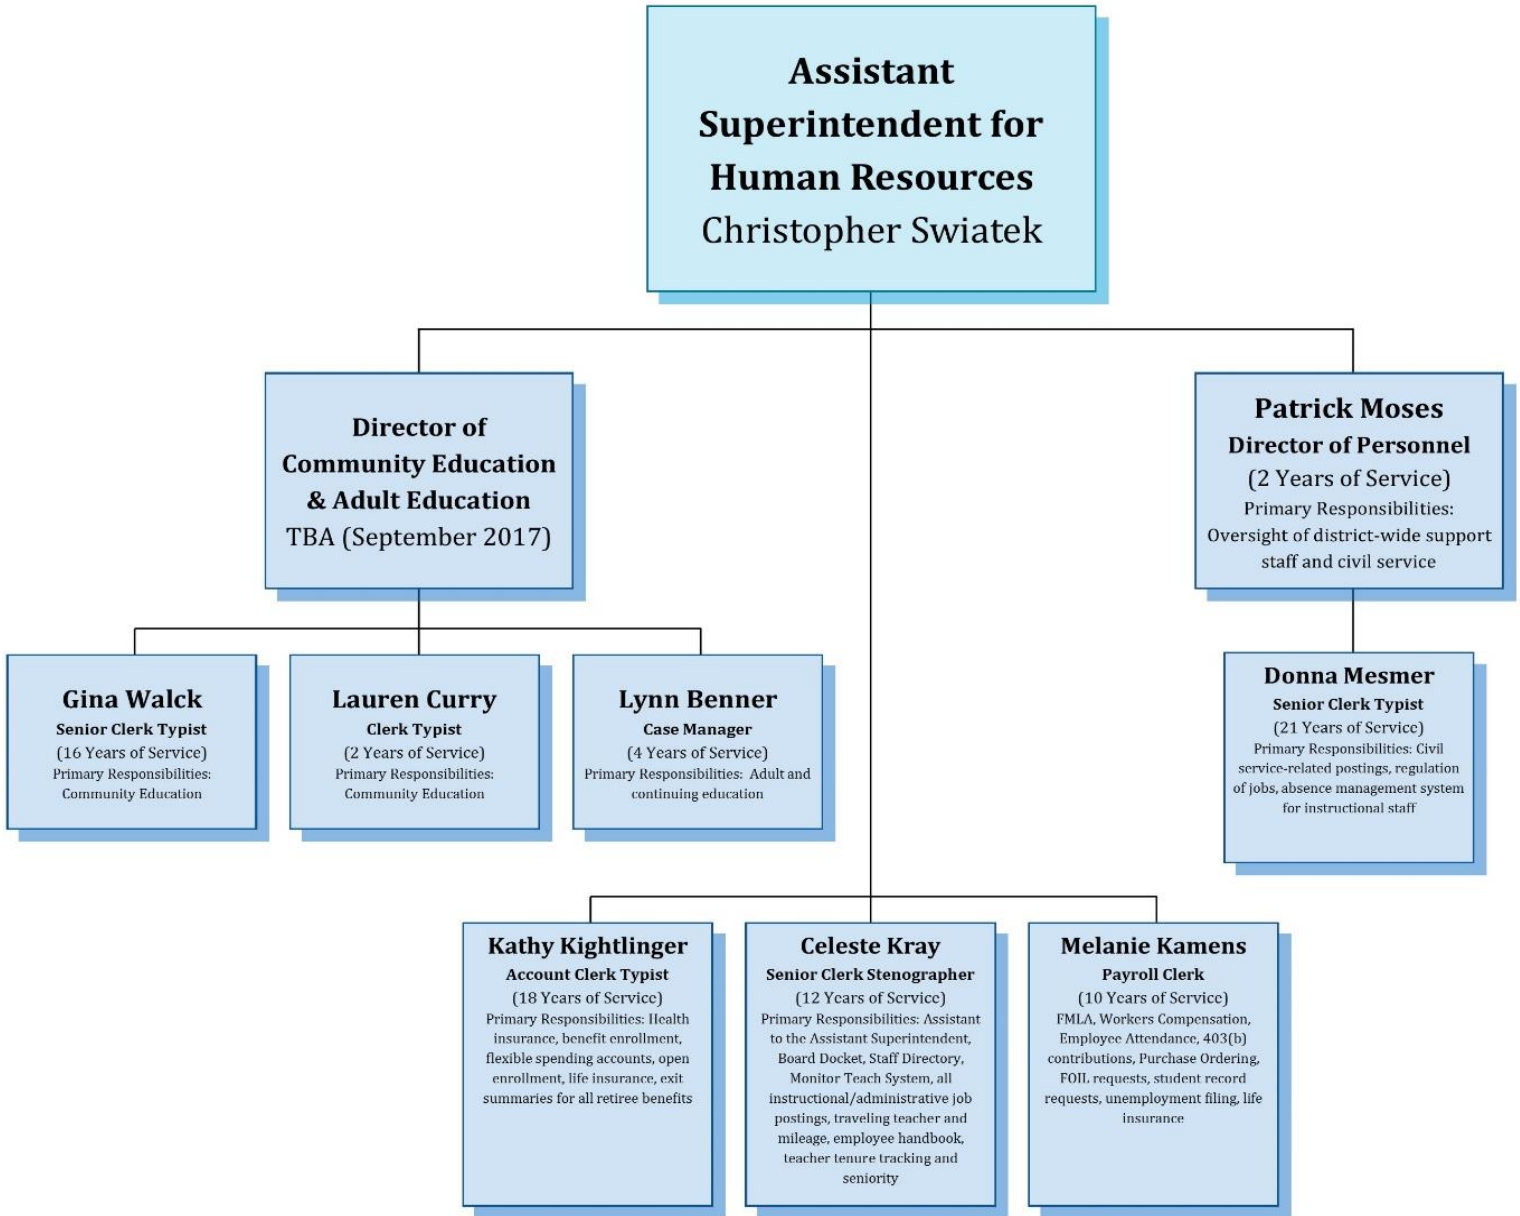 Assistant
Superintendent for
Human Resources
Christopher Swiatek
Director of
Community Education
& Adult Education
TBA (September 2017)
Patrick Moses
Director of Personnel
(2 Years of Service)
Primary Responsibilities:
Oversight of district-wide support
staff and civil service
Gina Walck
Senior Clerk Typist
(16 Years of Service)
Primary Responsibilities:
Community Education
Lauren Curry
Clerk Typist
(2 Years of Service)
Primary Responsibilities:
Community Education
Lynn Benner
Case Manager
(4 Years of Service)
Primary Responsibilities: Adult and
continuing education
Donna Mesmer
Senior Clerk Typist
(21 Years of Service)
Primary Responsibilities: Civil
service-related postings, regulation
of jobs, absence management system
for instructional staff
Kathy Kightlinger
Account Clerk Typist
(18 Years of Service)
Primary Responsibilities: Health
insurance, benefit enrollment,
flexible spending accounts, open
enrollment, life insurance, exit
summaries for all retiree benefits
Celeste Kray
Senior Clerk Stenographer
(12 Years of Service)
Primary Responsibilities: Assistant
to the Assistant Superintendent,
Board Docket, Staff Directory,
Monitor Teach System, all
instructional/administrative job
postings, traveling teacher and
mileage, employee handbook,
teacher tenure tracking and
seniority
Melanie Kamens
Payroll Clerk
(10 Years of Service)
FMLA, Workers Compensation,
Employee Attendance, 403(b)
contributions, Purchase Ordering,
FOIL requests, student record
requests, unemployment filing, life
insurance